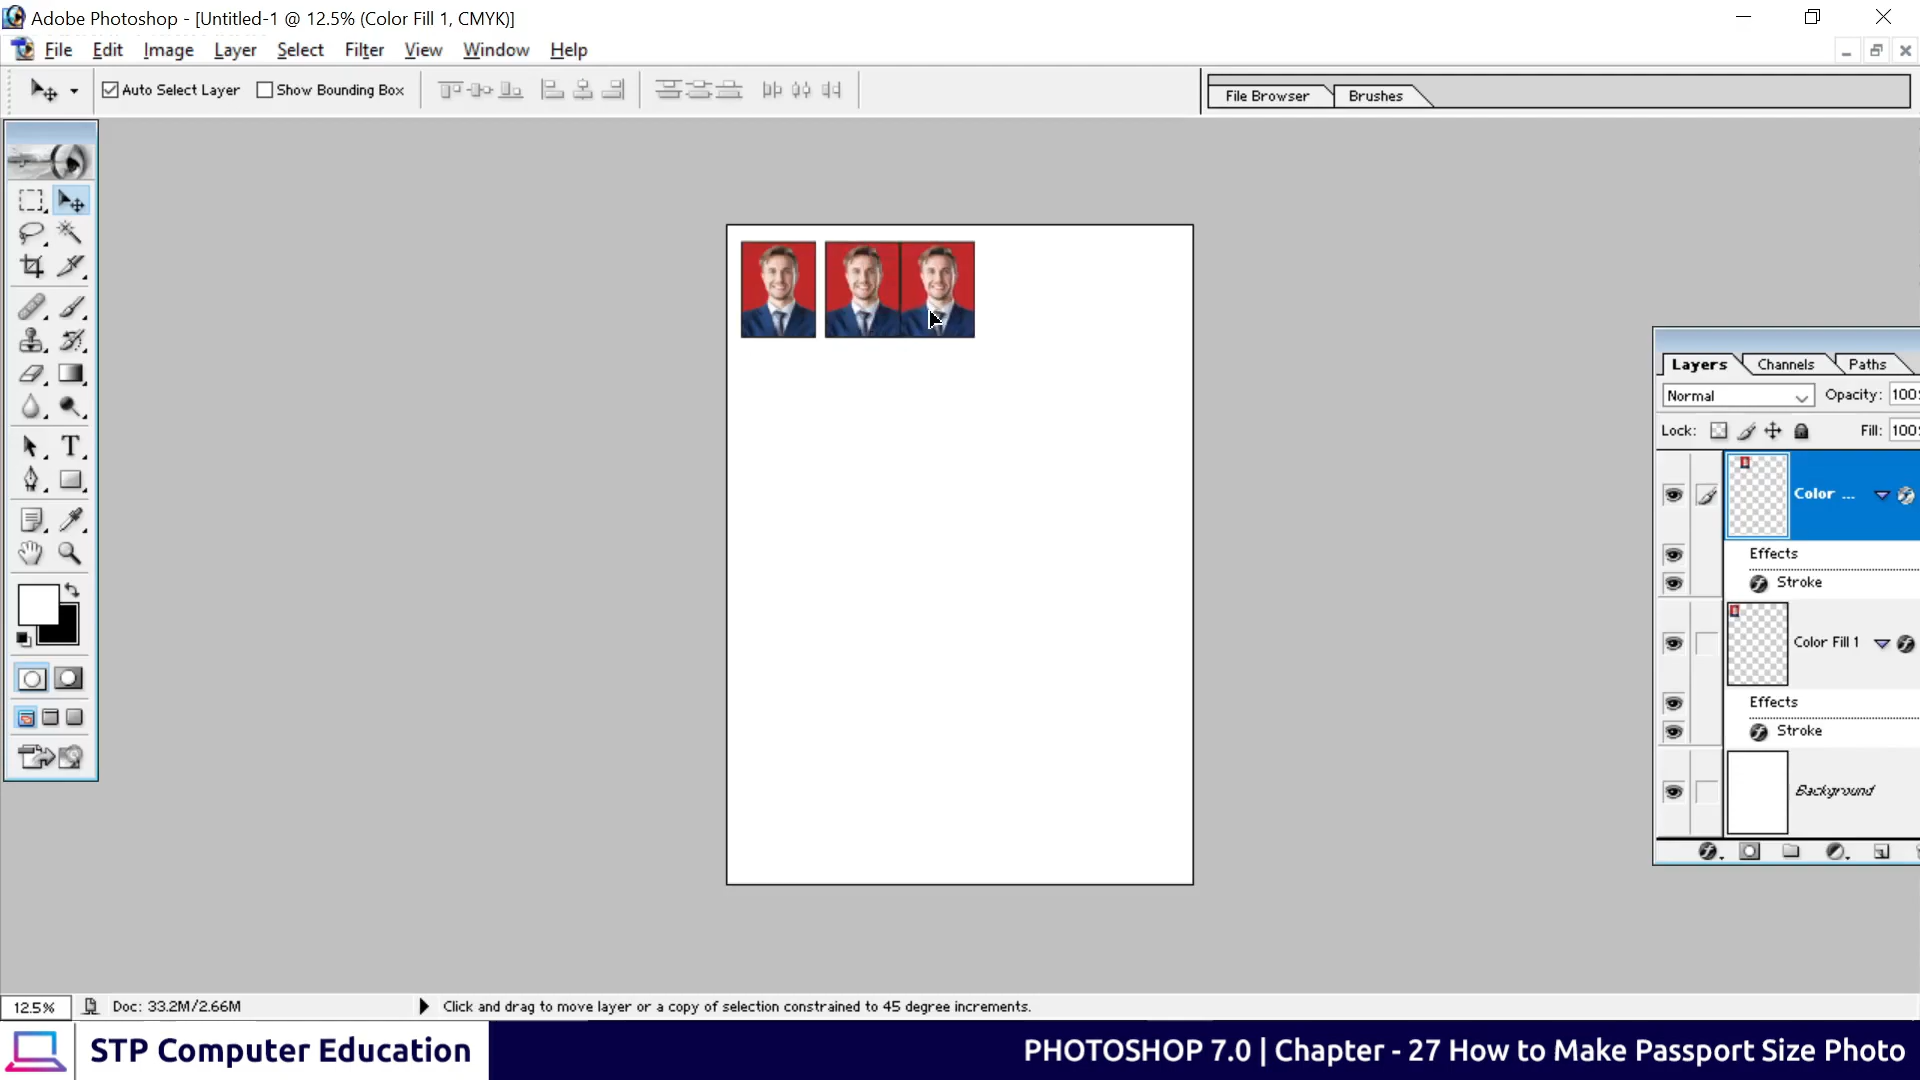 Adobe Photoshop - [Untitled-1 @ 12.5% (Color Fill 1, CMYK)]
File Edit Image Layer Select Filter View Window Help
Auto Select Layer Show Bounding Box
File Browser Brushes
Layers Channels Paths
Normal Opacity: 100%
Lock: Fill: 100%
Color ...
Effects
Stroke
Color Fill 1
Effects
Stroke
Background
12.5% Doc: 33.2M/2.66M Click and drag to move layer or a copy of selection constrained to 45 degree increments.
STP Computer Education
PHOTOSHOP 7.0 | Chapter - 27 How to Make Passport Size Photo